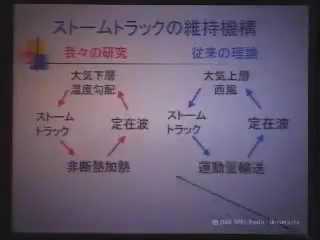 ストームトラックの維持機構
我々の研究
大気下層
温度勾配
ストーム
トラック
定在波
非断熱加熱
従来の理論
大気上層
西風
ストーム
トラック
定在波
運動量輸送
University